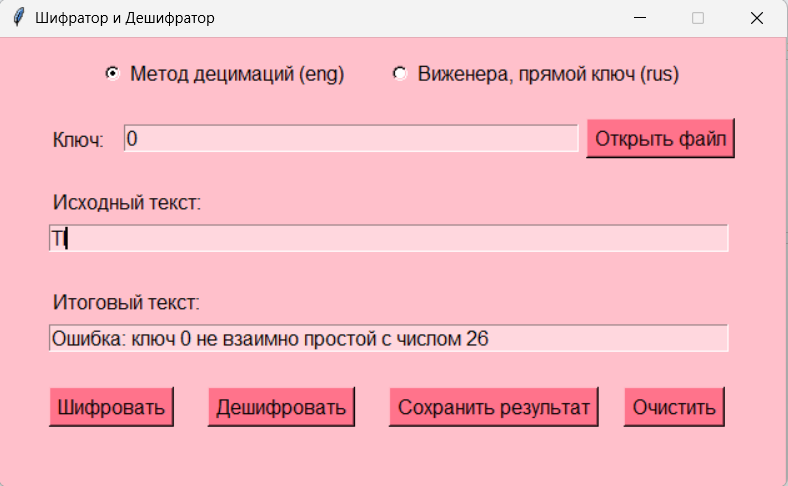 Шифратор и Дешифратор
Метод децимаций (eng) Виженера, прямой ключ (rus)
Ключ: 0 Открыть файл
Исходный текст:
П
Итоговый текст:
Ошибка: ключ 0 не взаимно простой с числом 26
Шифровать Дешифровать Сохранить результат Очистить